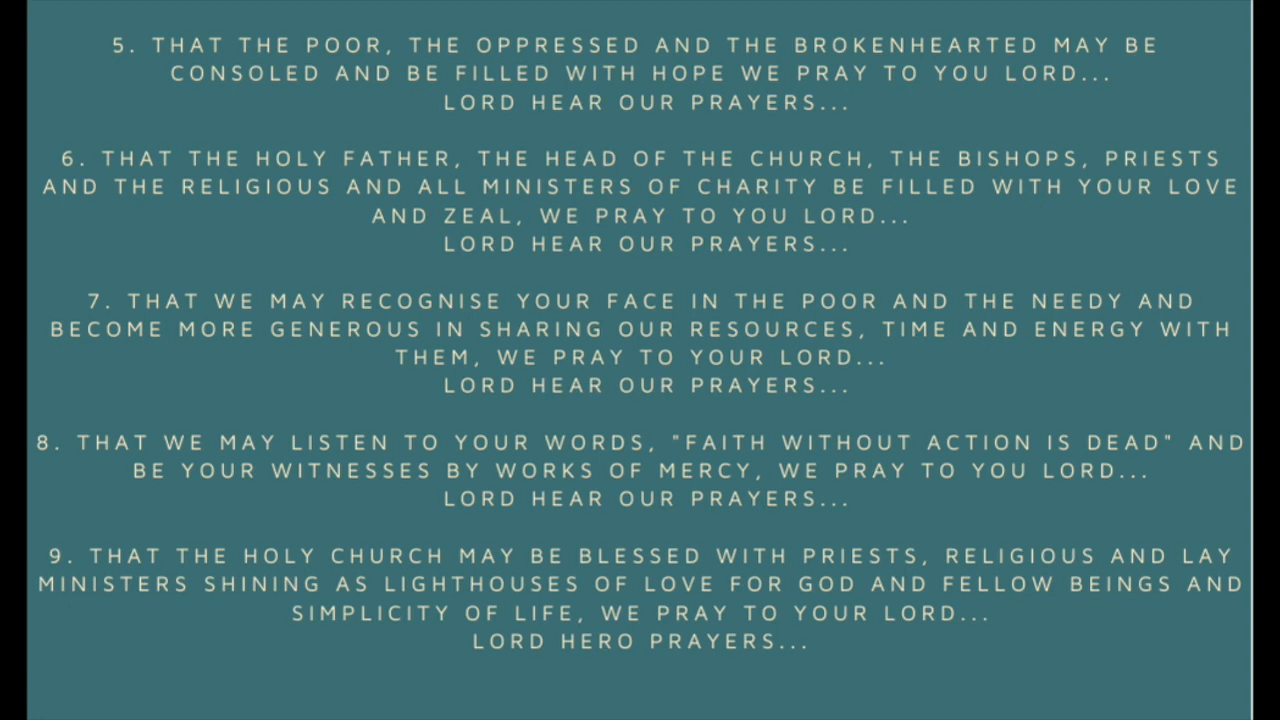 5. THAT THE POOR, THE OPPRESSED AND THE BROKENHEARTED MAY BE
CONSOLED AND BE FILLED WITH HOPE WE PRAY TO YOU LORD...
LORD HEAR OUR PRAYERS...
6. THAT THE HOLY FATHER, THE HEAD OF THE CHURCH, THE BISHOPS, PRIESTS
AND THE RELIGIOUS AND ALL MINISTERS OF CHARITY BE FILLED WITH YOUR LOVE
AND ZEAL, WE PRAY TO YOU LORD...
LORD HEAR OUR PRAYERS...
7. THAT WE MAY RECOGNISE YOUR FACE IN THE POOR AND THE NEEDY AND
BECOME MORE GENEROUS IN SHARING OUR RESOURCES, TIME AND ENERGY WITH
THEM, WE PRAY TO YOUR LORD...
LORD HEAR OUR PRAYERS...
8. THAT WE MAY LISTEN TO YOUR WORDS, "FAITH WITHOUT ACTION IS DEAD" AND
BE YOUR WITNESSES BY WORKS OF MERCY, WE PRAY TO YOU LORD...
LORD HEAR OUR PRAYERS...
9. THAT THE HOLY CHURCH MAY BE BLESSED WITH PRIESTS, RELIGIOUS AND LAY
MINISTERS SHINING AS LIGHTHOUSES OF LOVE FOR GOD AND FELLOW BEINGS AND
SIMPLICITY OF LIFE, WE PRAY TO YOUR LORD...
LORD HERO PRAYERS...